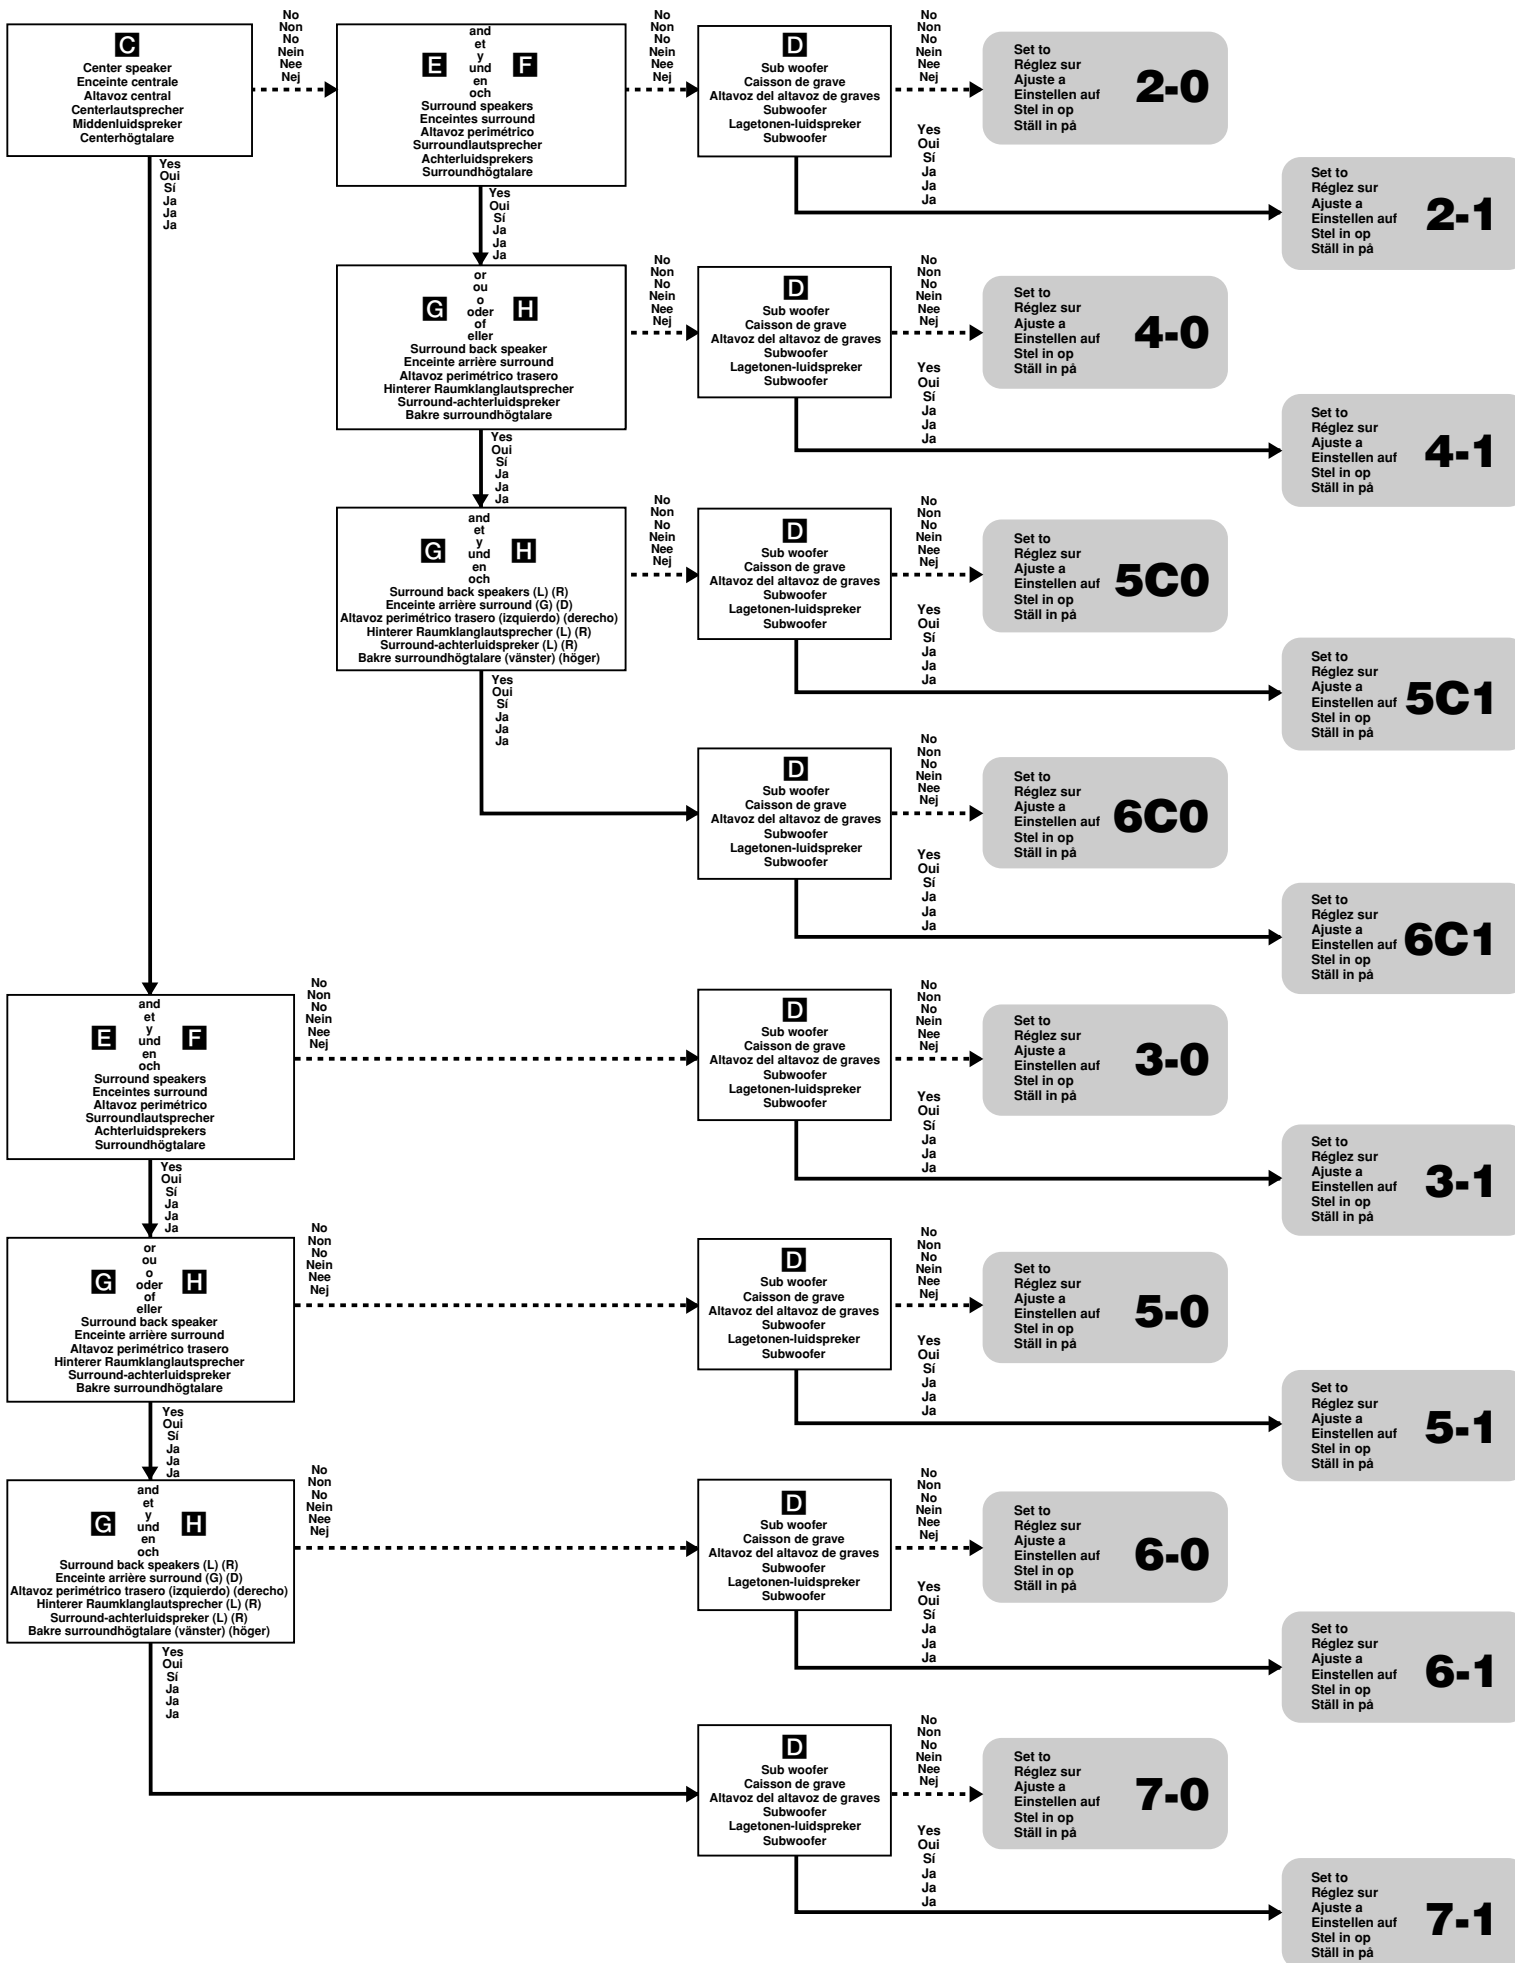 C
Center speaker
Enceinte centrale
Altavoz central
Centerlautsprecher
Middenluidspreker
Centerhögtalare
No
Non
No
Nein
Nee
Nej
Yes
Oui
Sí
Ja
Ja
Ja
and
et
y
E und F
en
och
Surround speakers
Enceintes surround
Altavoz perimétrico
Surroundlautsprecher
Achterluidsprekers
Surroundhögtalare
No
Non
No
Nein
Nee
Nej
Yes
Oui
Sí
Ja
Ja
Ja
D
Sub woofer
Caisson de grave
Altavoz del altavoz de graves
Subwoofer
Lagetonen-luidspreker
Subwoofer
No
Non
No
Nein
Nee
Nej
Yes
Oui
Sí
Ja
Ja
Ja
Set to
Réglez sur
Ajuste a
Einstellen auf
Stel in op
Ställ in på
2-0
Set to
Réglez sur
Ajuste a
Einstellen auf
Stel in op
Ställ in på
2-1
or
ou
o
G oder H
of
eller
Surround back speaker
Enceinte arrière surround
Altavoz perimétrico trasero
Hinterer Raumklanglautsprecher
Surround-achterluidspreker
Bakre surroundhögtalare
No
Non
No
Nein
Nee
Nej
Yes
Oui
Sí
Ja
Ja
Ja
D
Sub woofer
Caisson de grave
Altavoz del altavoz de graves
Subwoofer
Lagetonen-luidspreker
Subwoofer
No
Non
No
Nein
Nee
Nej
Yes
Oui
Sí
Ja
Ja
Ja
Set to
Réglez sur
Ajuste a
Einstellen auf
Stel in op
Ställ in på
4-0
Set to
Réglez sur
Ajuste a
Einstellen auf
Stel in op
Ställ in på
4-1
and
et
y
G und H
en
och
Surround back speakers (L) (R)
Enceinte arrière surround (G) (D)
Altavoz perimétrico trasero (izquierdo) (derecho)
Hinterer Raumklanglautsprecher (L) (R)
Surround-achterluidspreker (L) (R)
Bakre surroundhögtalare (vänster) (höger)
No
Non
No
Nein
Nee
Nej
Yes
Oui
Sí
Ja
Ja
Ja
D
Sub woofer
Caisson de grave
Altavoz del altavoz de graves
Subwoofer
Lagetonen-luidspreker
Subwoofer
No
Non
No
Nein
Nee
Nej
Yes
Oui
Sí
Ja
Ja
Ja
Set to
Réglez sur
Ajuste a
Einstellen auf
Stel in op
Ställ in på
5C0
Set to
Réglez sur
Ajuste a
Einstellen auf
Stel in op
Ställ in på
5C1
D
Sub woofer
Caisson de grave
Altavoz del altavoz de graves
Subwoofer
Lagetonen-luidspreker
Subwoofer
No
Non
No
Nein
Nee
Nej
Yes
Oui
Sí
Ja
Ja
Ja
Set to
Réglez sur
Ajuste a
Einstellen auf
Stel in op
Ställ in på
6C0
Set to
Réglez sur
Ajuste a
Einstellen auf
Stel in op
Ställ in på
6C1
and
et
y
E und F
en
och
Surround speakers
Enceintes surround
Altavoz perimétrico
Surroundlautsprecher
Achterluidsprekers
Surroundhögtalare
No
Non
No
Nein
Nee
Nej
Yes
Oui
Sí
Ja
Ja
Ja
D
Sub woofer
Caisson de grave
Altavoz del altavoz de graves
Subwoofer
Lagetonen-luidspreker
Subwoofer
No
Non
No
Nein
Nee
Nej
Yes
Oui
Sí
Ja
Ja
Ja
Set to
Réglez sur
Ajuste a
Einstellen auf
Stel in op
Ställ in på
3-0
Set to
Réglez sur
Ajuste a
Einstellen auf
Stel in op
Ställ in på
3-1
or
ou
o
G oder H
of
eller
Surround back speaker
Enceinte arrière surround
Altavoz perimétrico trasero
Hinterer Raumklanglautsprecher
Surround-achterluidspreker
Bakre surroundhögtalare
No
Non
No
Nein
Nee
Nej
Yes
Oui
Sí
Ja
Ja
Ja
D
Sub woofer
Caisson de grave
Altavoz del altavoz de graves
Subwoofer
Lagetonen-luidspreker
Subwoofer
No
Non
No
Nein
Nee
Nej
Yes
Oui
Sí
Ja
Ja
Ja
Set to
Réglez sur
Ajuste a
Einstellen auf
Stel in op
Ställ in på
5-0
Set to
Réglez sur
Ajuste a
Einstellen auf
Stel in op
Ställ in på
5-1
and
et
y
G und H
en
och
Surround back speakers (L) (R)
Enceinte arrière surround (G) (D)
Altavoz perimétrico trasero (izquierdo) (derecho)
Hinterer Raumklanglautsprecher (L) (R)
Surround-achterluidspreker (L) (R)
Bakre surroundhögtalare (vänster) (höger)
No
Non
No
Nein
Nee
Nej
Yes
Oui
Sí
Ja
Ja
Ja
D
Sub woofer
Caisson de grave
Altavoz del altavoz de graves
Subwoofer
Lagetonen-luidspreker
Subwoofer
No
Non
No
Nein
Nee
Nej
Yes
Oui
Sí
Ja
Ja
Ja
Set to
Réglez sur
Ajuste a
Einstellen auf
Stel in op
Ställ in på
6-0
Set to
Réglez sur
Ajuste a
Einstellen auf
Stel in op
Ställ in på
6-1
D
Sub woofer
Caisson de grave
Altavoz del altavoz de graves
Subwoofer
Lagetonen-luidspreker
Subwoofer
No
Non
No
Nein
Nee
Nej
Yes
Oui
Sí
Ja
Ja
Ja
Set to
Réglez sur
Ajuste a
Einstellen auf
Stel in op
Ställ in på
7-0
Set to
Réglez sur
Ajuste a
Einstellen auf
Stel in op
Ställ in på
7-1